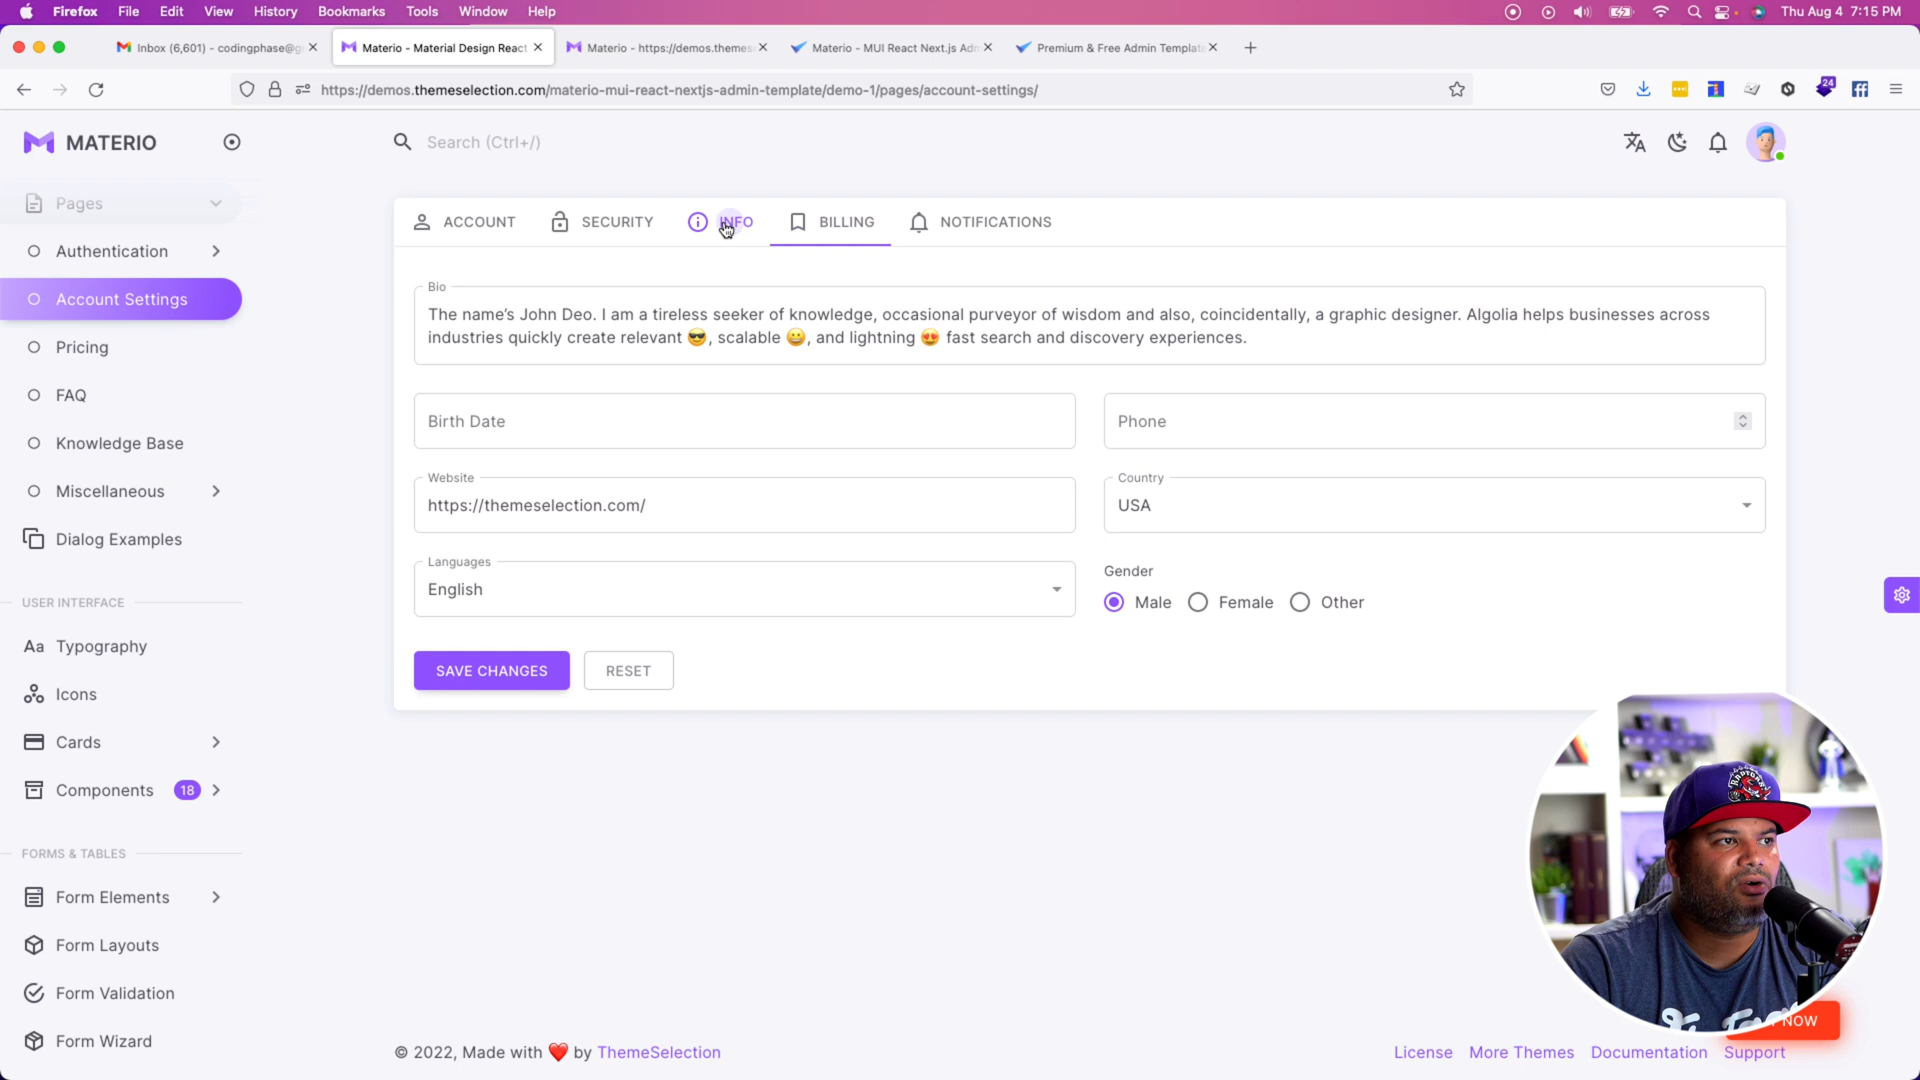 Firefox File Edit View History Bookmarks Tools Window Help Thu Aug 4 7:15 PM
Inbox (6,601) - codingphase@g
Materio - Material Design React
Materio - https://demos.themes
Materio - MUI React Next.js Adm
Premium & Free Admin Template
https://demos.themeselection.com/materio-mui-react-nextjs-admin-template/demo-1/pages/account-settings/
24
MATERIO
Search (Ctrl+/)
Pages
Authentication
Account Settings
Pricing
FAQ
Knowledge Base
Miscellaneous
Dialog Examples
USER INTERFACE
Aa Typography
Icons
Cards
Components 18
FORMS & TABLES
Form Elements
Form Layouts
Form Validation
Form Wizard
ACCOUNT SECURITY INFO BILLING NOTIFICATIONS
Bio
The name's John Deo. I am a tireless seeker of knowledge, occasional purveyor of wisdom and also, coincidentally, a graphic designer. Algolia helps businesses across
industries quickly create relevant 😎, scalable 😀, and lightning 😍 fast search and discovery experiences.
Birth Date
Phone
Website
https://themeselection.com/
Country
USA
Languages
English
Gender
Male Female Other
SAVE CHANGES RESET
RAPTORS
NOW
© 2022, Made with ❤️ by ThemeSelection
License More Themes Documentation Support